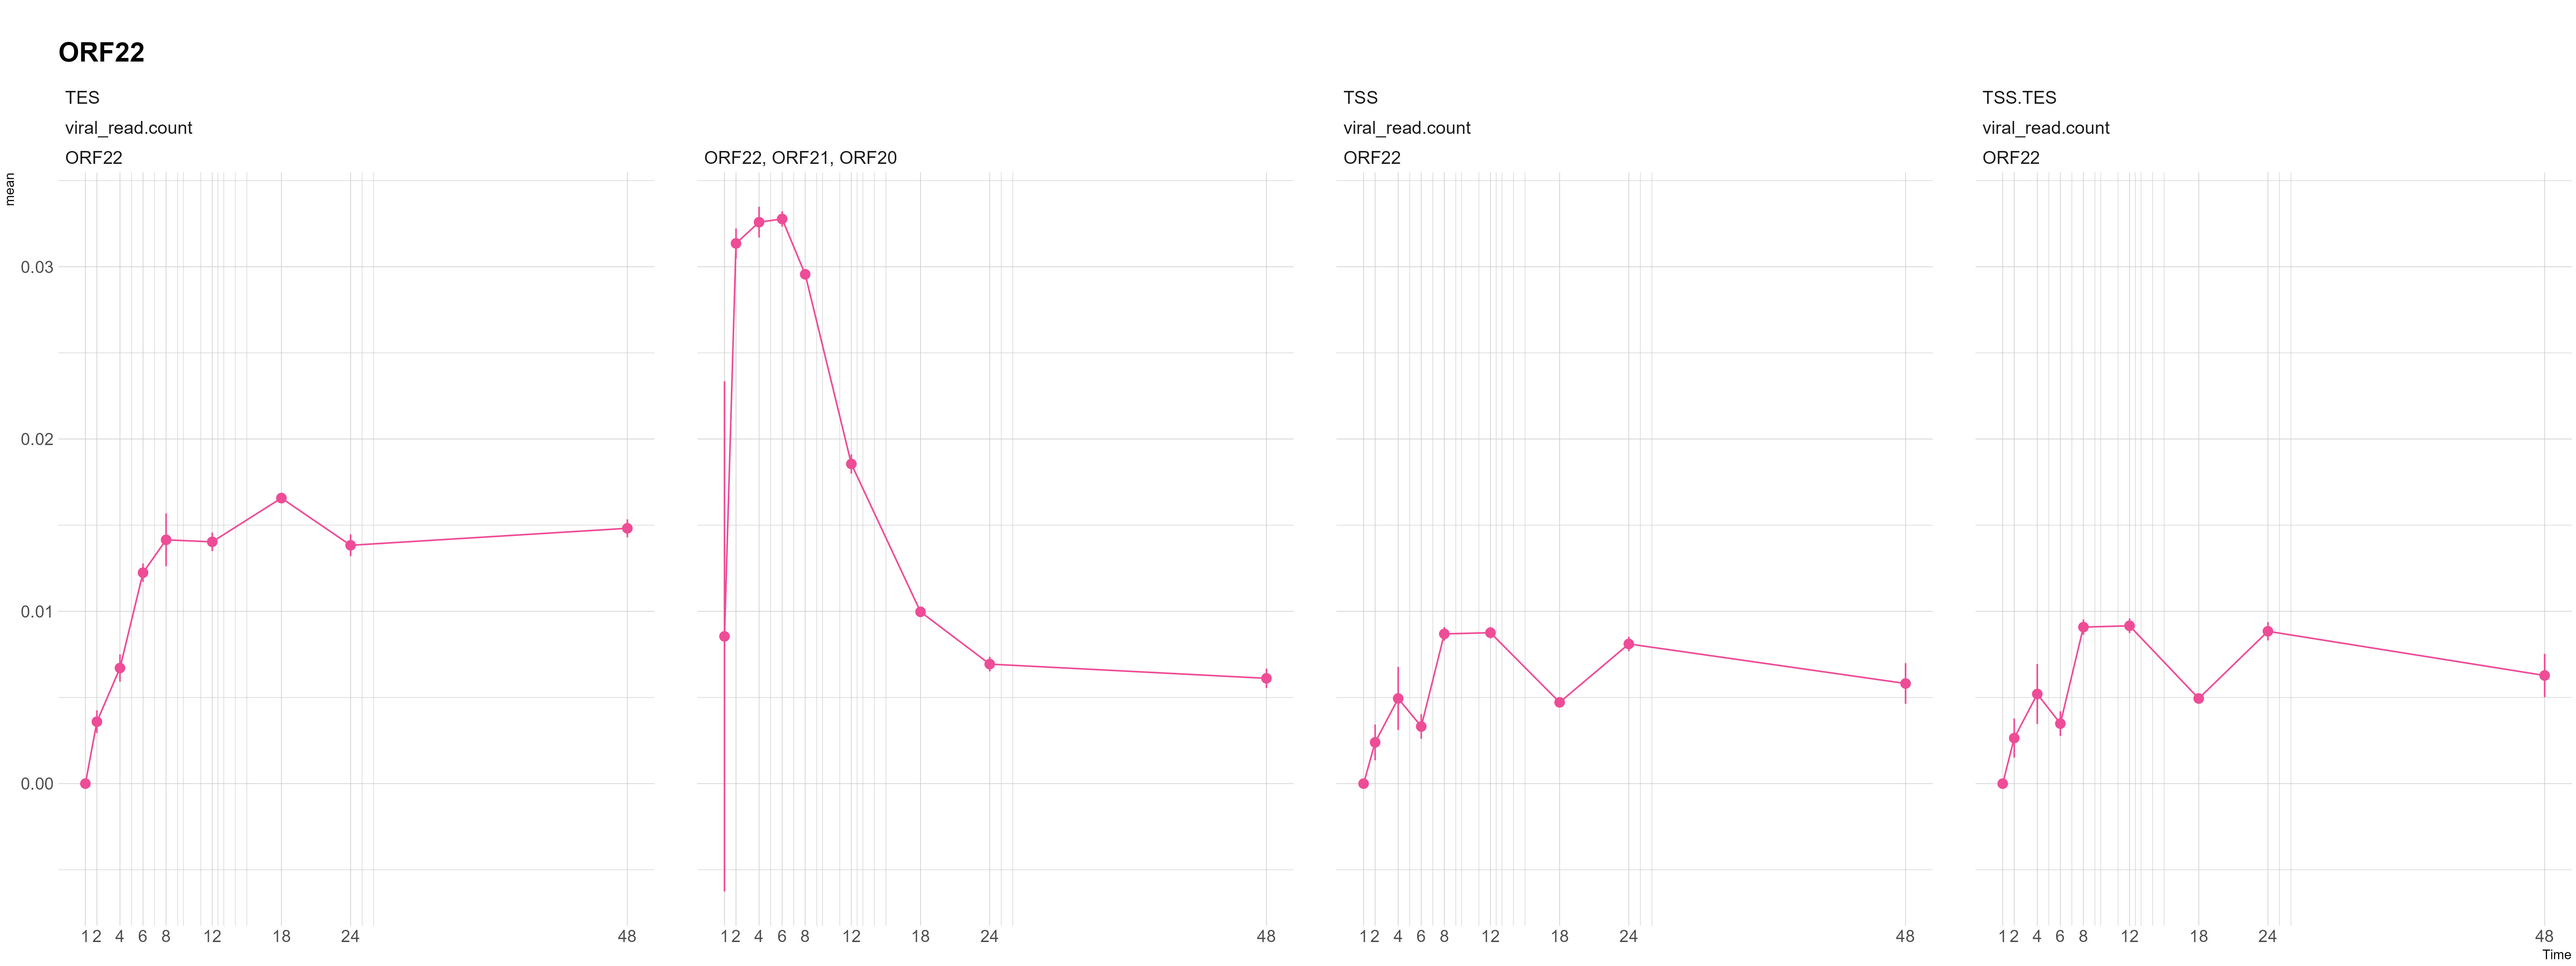 ORF22
TES
viral_read.count
ORF22
ORF22, ORF21, ORF20
TSS
viral_read.count
ORF22
TSS.TES
viral_read.count
ORF22
mean
0.03
0.02
0.01
0.00
1 2 4 6 8 12 18 24 48
1 2 4 6 8 12 18 24 48
1 2 4 6 8 12 18 24 48
1 2 4 6 8 12 18 24 48
Time